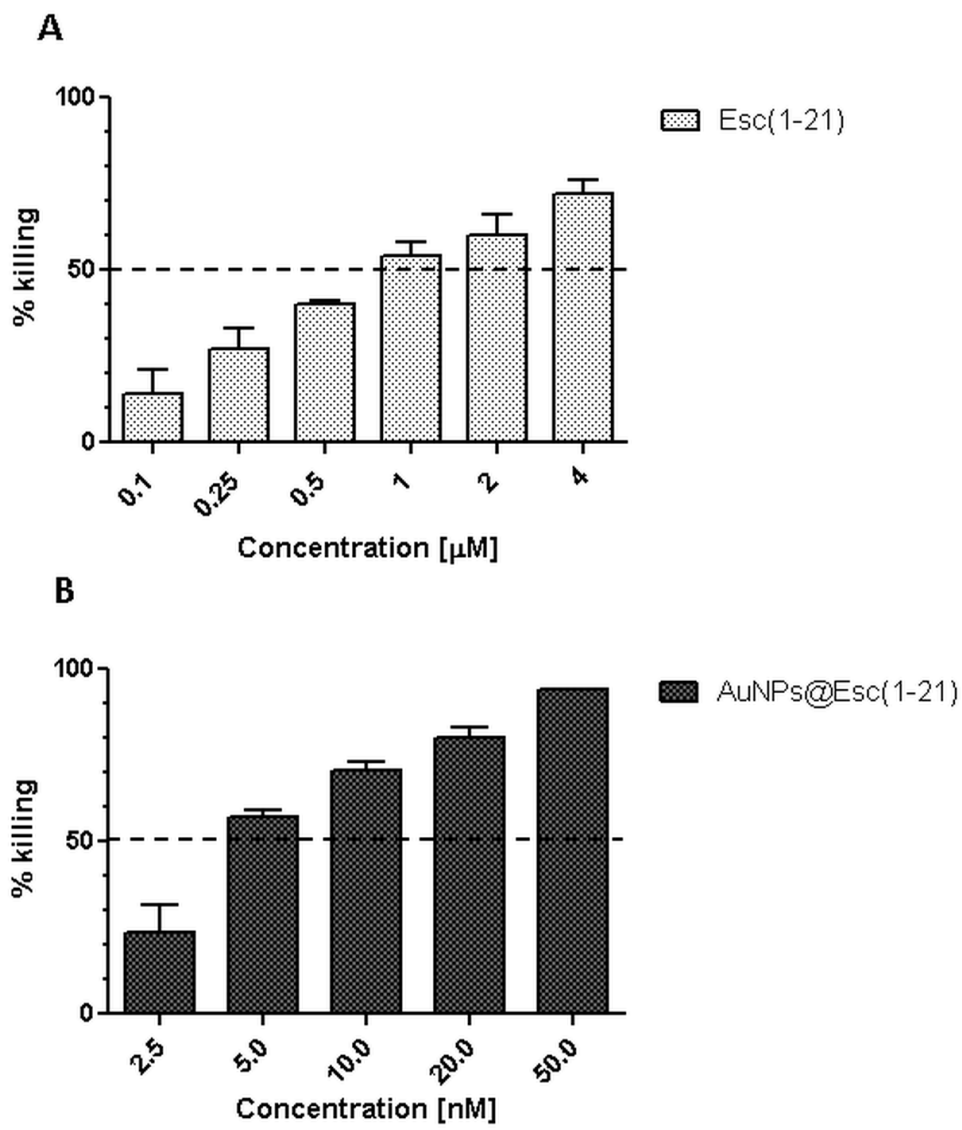 A
100
50
0
% killing
Esc(1-21)
0.1 0.25 0.5 1 2 4
Concentration [μM]
B
100
50
0
% killing
AuNPs@Esc(1-21)
2.5 5.0 10.0 20.0 50.0
Concentration [nM]